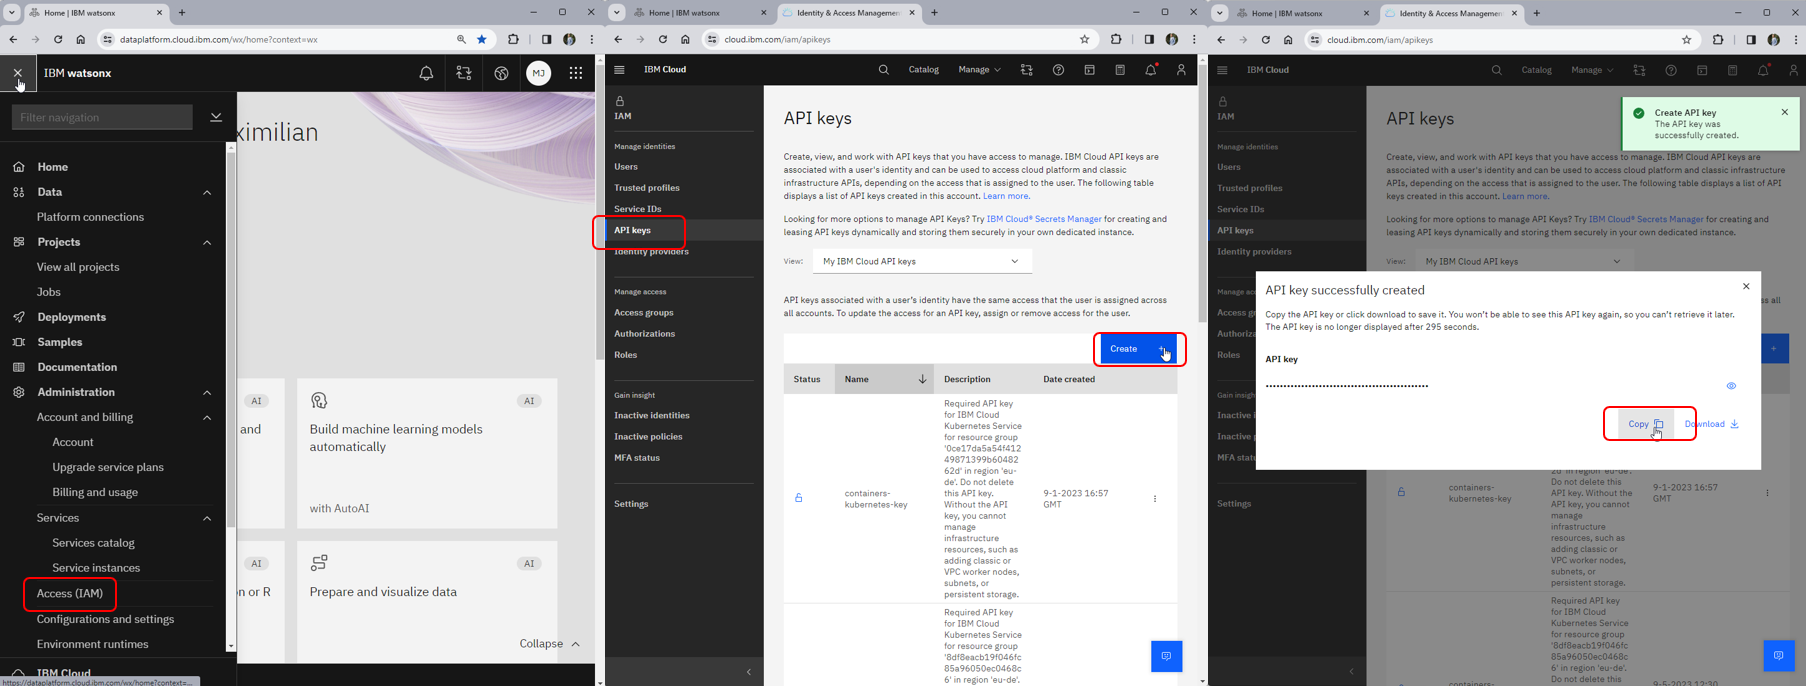 Home | IBM watsonx
dataplatform.cloud.ibm.com/wx/home?context=wx
IBM watsonx
MJ
Filter navigation
ximilian
Home
Data
Platform connections
Projects
View all projects
Jobs
Deployments
Samples
Documentation
Administration
Account and billing
Account
Upgrade service plans
Billing and usage
Services
Services catalog
Service instances
Access (IAM)
Configurations and settings
Environment runtimes
IBM Cloud
https://dataplatform.cloud.ibm.com/wx/home?context=...
AI
and
AI
Build machine learning models
automatically
with AutoAI
AI
on or R
AI
Prepare and visualize data
Collapse
Home | IBM watsonx
Identity & Access Management
cloud.ibm.com/iam/apikeys
IBM Cloud
Catalog
Manage
IAM
Manage identities
Users
Trusted profiles
Service IDs
API keys
Identity providers
Manage access
Access groups
Authorizations
Roles
Gain insight
Inactive identities
Inactive policies
MFA status
Settings
API keys
Create, view, and work with API keys that you have access to manage. IBM Cloud API keys are
associated with a user's identity and can be used to access cloud platform and classic
infrastructure APIs, depending on the access that is assigned to the user. The following table
displays a list of API keys created in this account. Learn more.
Looking for more options to manage API Keys? Try IBM Cloud® Secrets Manager for creating and
leasing API keys dynamically and storing them securely in your own dedicated instance.
View: My IBM Cloud API keys
API keys associated with a user's identity have the same access that the user is assigned across
all accounts. To update the access for an API key, assign or remove access for the user.
Create +
Status Name Description Date created
containers-
kubernetes-key
Required API key
for IBM Cloud
Kubernetes Service
for resource group
'0ce17da5a54f412
49871399b60482
62d' in region 'eu-
de'. Do not delete
this API key.
Without the API
key, you cannot
manage
infrastructure
resources, such as
adding classic or
VPC worker nodes,
subnets, or
persistent storage.
9-1-2023 16:57
GMT
Required API key
for IBM Cloud
Kubernetes Service
for resource group
'8df8eacb19f046fc
85a96050ec0468c
6' in region 'eu-de'.
Home | IBM watsonx
Identity & Access Management
cloud.ibm.com/iam/apikeys
IBM Cloud
Catalog
Manage
IAM
Manage identities
Users
Trusted profiles
Service IDs
API keys
Identity providers
Manage acc
Access gr
Authoriza
Roles
Gain insigh
Inactive i
Inactive p
MFA statu
Settings
API keys
Create API key
The API key was
successfully created.
Create, view, and work with API keys that you have access to manage. IBM Cloud API keys are
associated with a user's identity and can be used to access cloud platform and classic
infrastructure APIs, depending on the access that is assigned to the user. The following table
displays a list of API keys created in this account. Learn more.
Looking for more options to manage API Keys? Try IBM Cloud® Secrets Manager for creating and
leasing API keys dynamically and storing them securely in your own dedicated instance.
View: My IBM Cloud API keys
API key successfully created
Copy the API key or click download to save it. You won't be able to see this API key again, so you can't retrieve it later.
The API key is no longer displayed after 295 seconds.
API key
Copy
Download
containers-
kubernetes-key
62d' in region 'eu-
de'.
Do not delete
this API key.
Without the API
key, you cannot
manage
infrastructure
resources, such as
adding classic or
VPC worker nodes,
subnets, or
persistent storage.
9-1-2023 16:57
GMT
Required API key
for IBM Cloud
Kubernetes Service
for resource group
'8df8eacb19f046fc
85a96050ec0468c
6' in region 'eu-de'.
Do not delete
9-5-2023 12:30